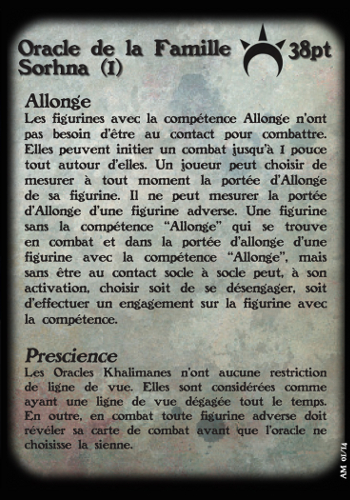 Oracle de la Famille 38pt
Sorhna (1)
Allonge
Les figurines avec la compétence Allonge n'ont
pas besoin d'être au contact pour combattre.
Elles peuvent initier un combat jusqu'à 1 pouce
tout autour d'elles. Un joueur peut choisir de
mesurer à tout moment la portée d'Allonge
de sa figurine. Il ne peut mesurer la portée
d'Allonge d'une figurine adverse. Une figurine
sans la compétence "Allonge" qui se trouve
en combat et dans la portée d'allonge d'une
figurine avec la compétence "Allonge", mais
sans être au contact socle à socle peut, à son
activation, choisir soit de se désengager, soit
d'effectuer un engagement sur la figurine avec
la compétence.
Prescience
Les Oracles Khalimanes n'ont aucune restriction
de ligne de vue. Elles sont considérées comme
ayant une ligne de vue dégagée tout le temps.
En outre, en combat toute figurine adverse doit
révéler sa carte de combat avant que l'oracle ne
choisisse la sienne.
AM 01/14